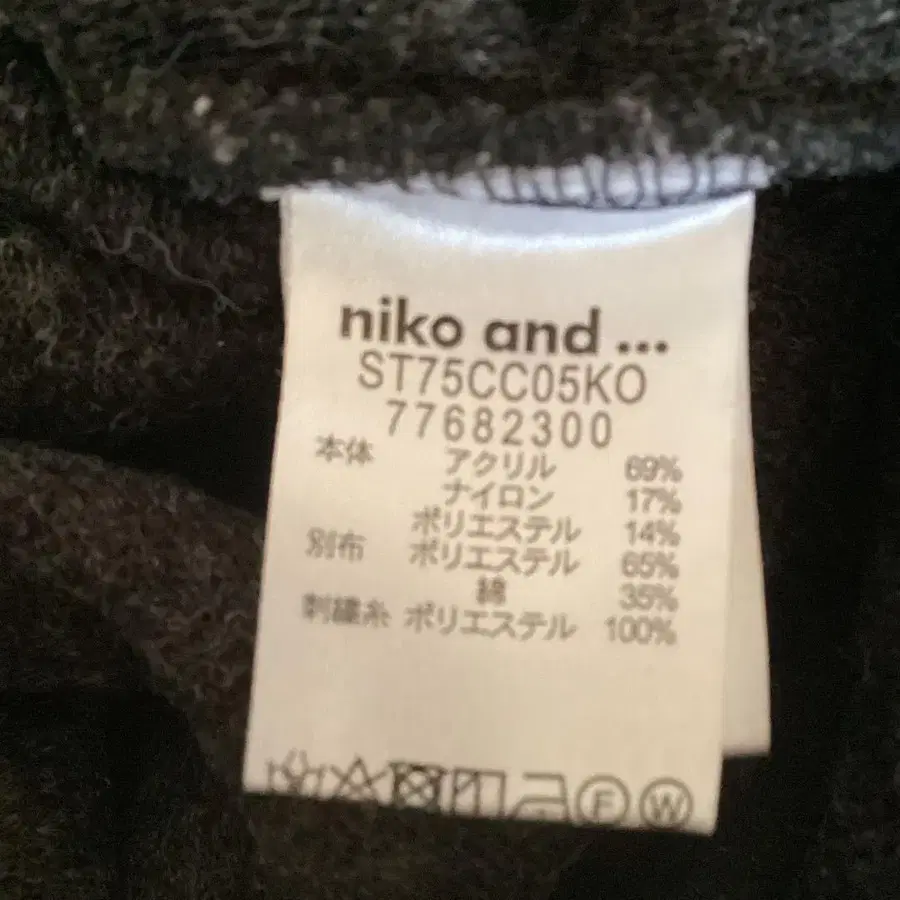 niko and ...
ST75CC05KO
77682300
本体 アクリル 69%
ナイロン 17%
ポリエステル 14%
別布 ポリエステル 65%
綿 35%
刺繍糸 ポリエステル 100%
F W